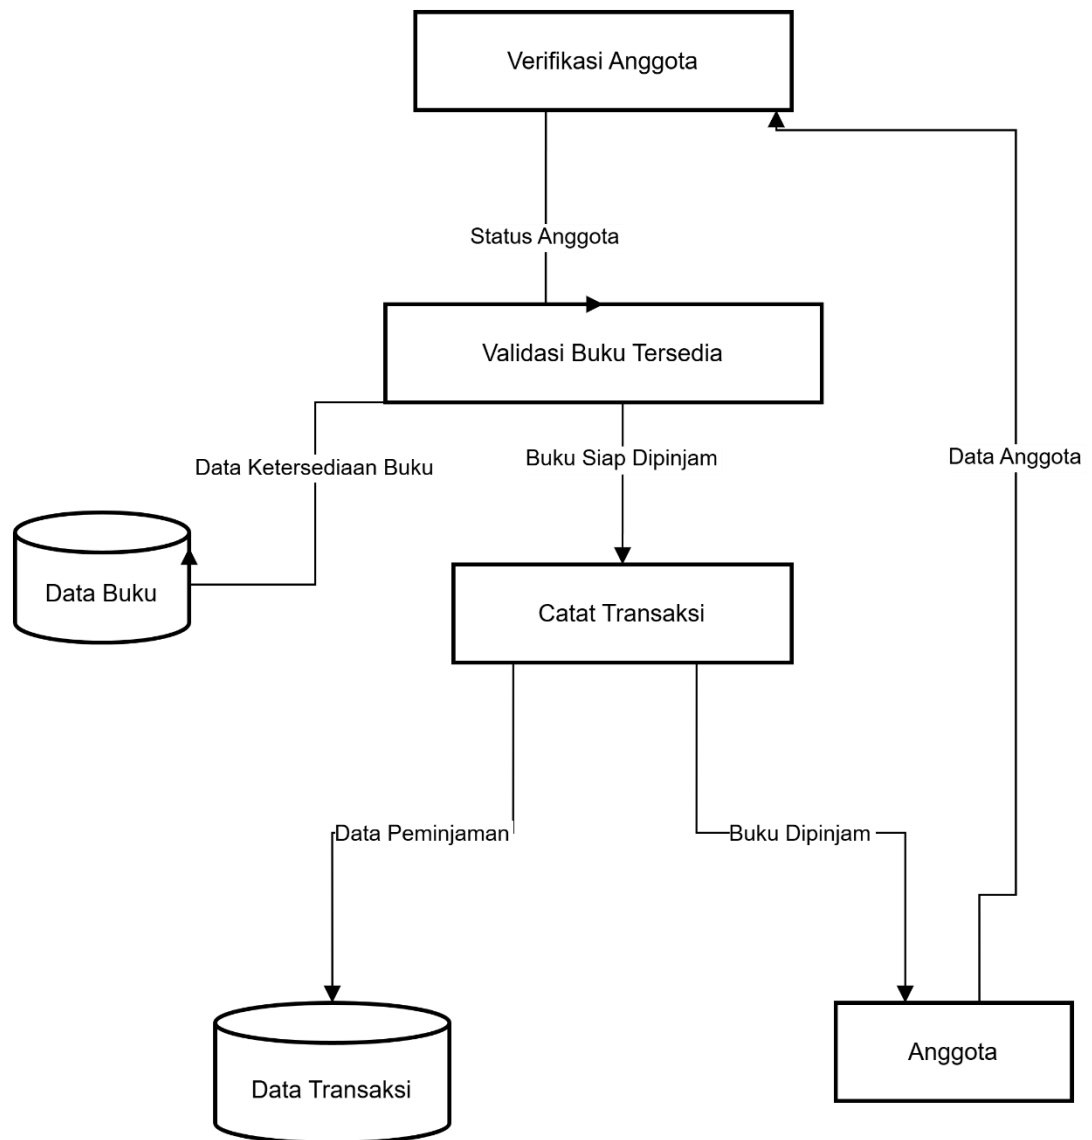 Verifikasi Anggota
Status Anggota
Validasi Buku Tersedia
Data Ketersediaan Buku
Buku Siap Dipinjam
Data Anggota
Data Buku
Catat Transaksi
Data Peminjaman
Buku Dipinjam
Anggota
Data Transaksi